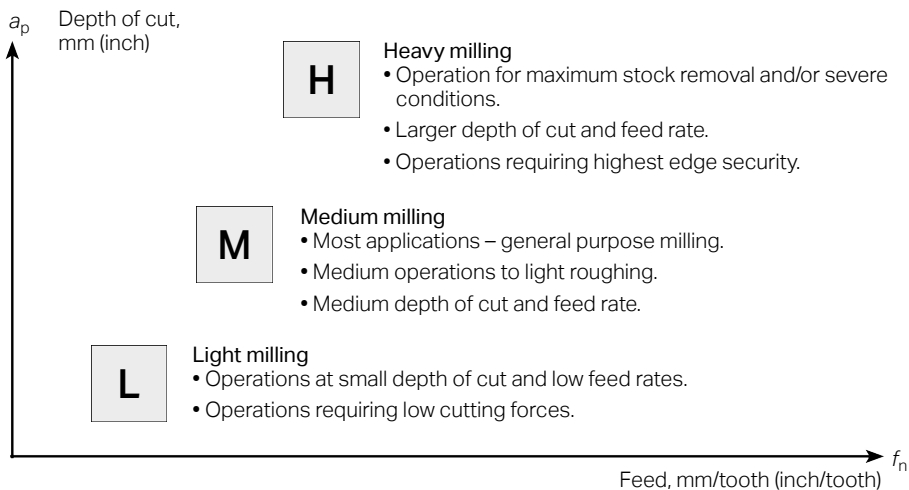 ap
Depth of cut,
mm (inch)
H
Heavy milling
• Operation for maximum stock removal and/or severe
conditions.
• Larger depth of cut and feed rate.
• Operations requiring highest edge security.
M
Medium milling
• Most applications – general purpose milling.
• Medium operations to light roughing.
• Medium depth of cut and feed rate.
L
Light milling
• Operations at small depth of cut and low feed rates.
• Operations requiring low cutting forces.
fn
Feed, mm/tooth (inch/tooth)